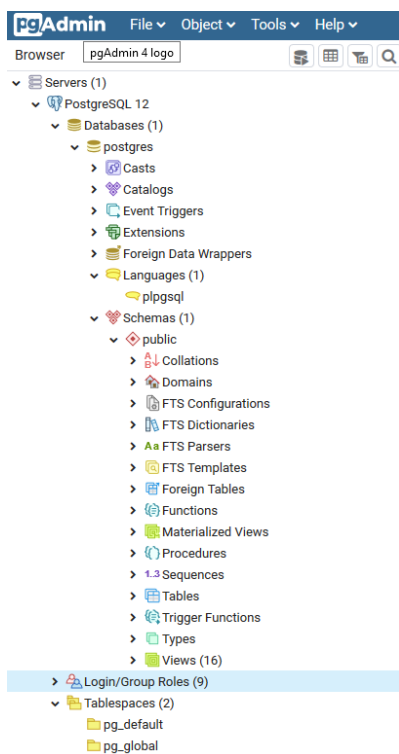 pgAdmin File Object Tools Help
Browser pgAdmin 4 logo
Servers (1)
PostgreSQL 12
Databases (1)
postgres
Casts
Catalogs
Event Triggers
Extensions
Foreign Data Wrappers
Languages (1)
plpgsql
Schemas (1)
public
Collations
Domains
FTS Configurations
FTS Dictionaries
Aa FTS Parsers
FTS Templates
Foreign Tables
Functions
Materialized Views
Procedures
1..3 Sequences
Tables
Trigger Functions
Types
Views (16)
Login/Group Roles (9)
Tablespaces (2)
pg_default
pg_global